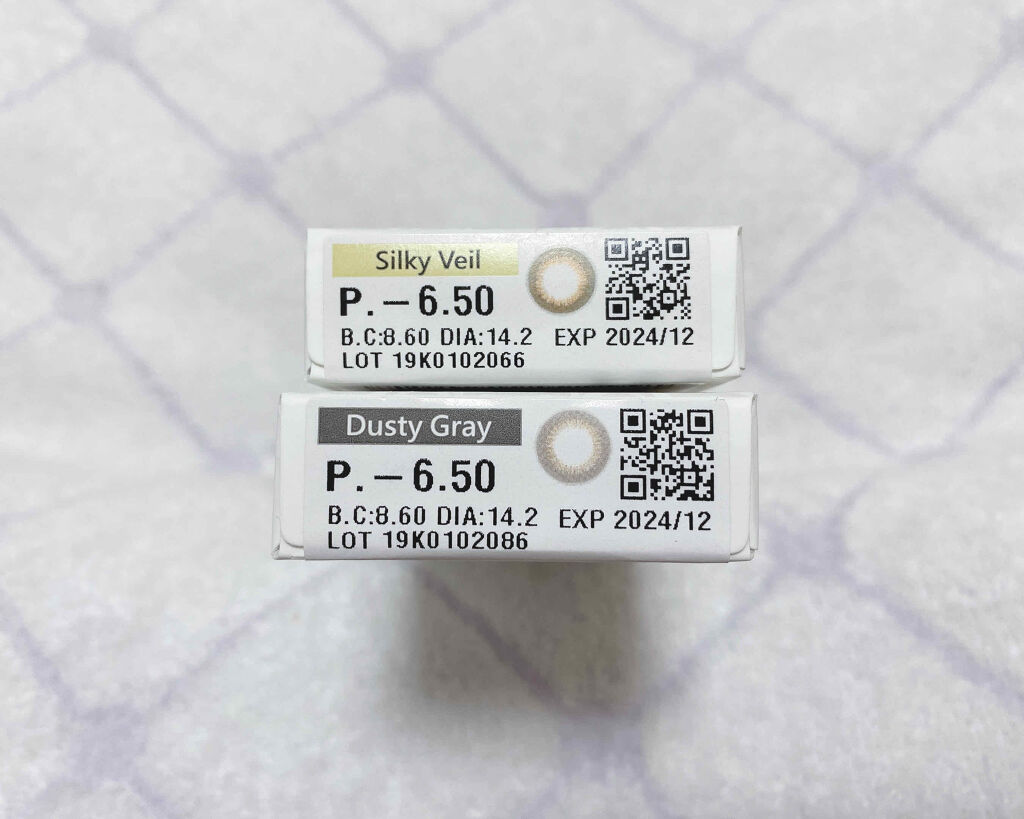 Silky Veil
P. – 6.50
B.C:8.60 DIA:14.2 EXP 2024/12
LOT 19K0102066
Dusty Gray
P. – 6.50
B.C:8.60 DIA:14.2 EXP 2024/12
LOT 19K0102086